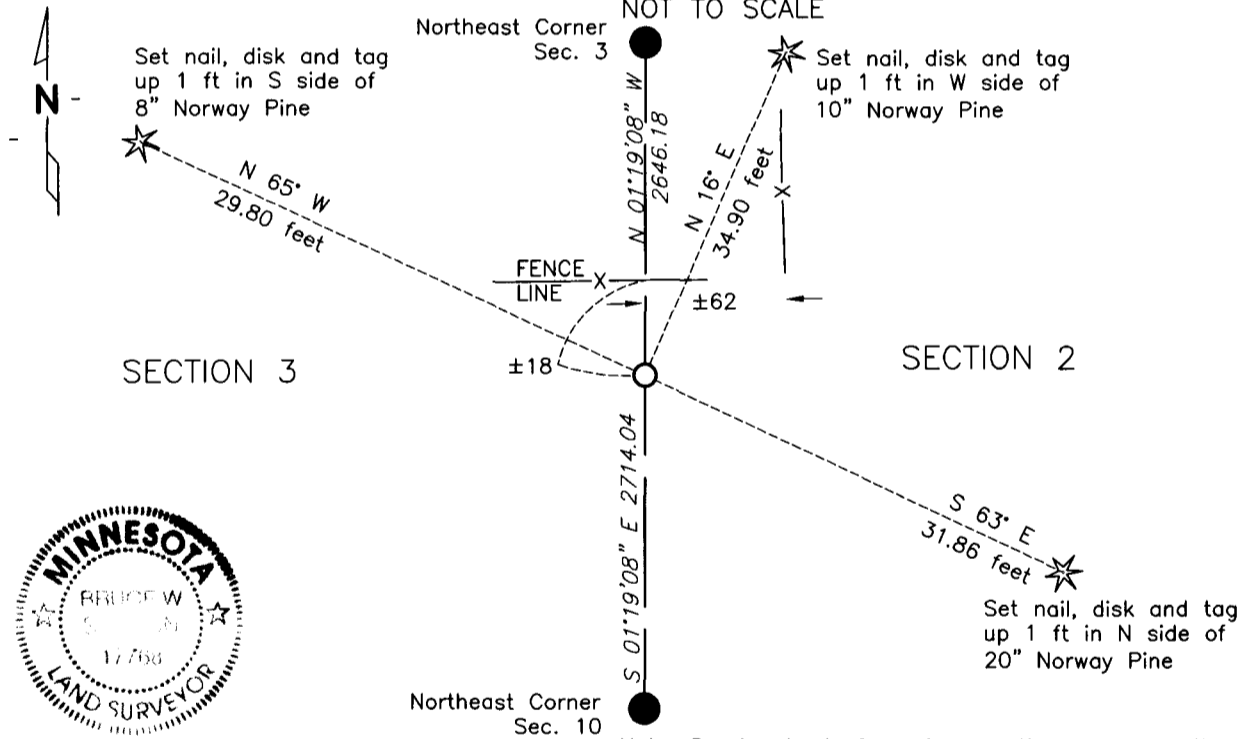 NOT TO SCALE
Northeast Corner
Sec. 3
Set nail, disk and tag
up 1 ft in S side of
8" Norway Pine
Set nail, disk and tag
up 1 ft in W side of
10" Norway Pine
N
N 01°19'08" W
2646.18
N 16° E
34.90 feet
X
N 65° W
29.80 feet
FENCE X
LINE
±62
±18
SECTION 3
SECTION 2
S 01°19'08" E 2714.04
S 63° E
31.86 feet
Set nail, disk and tag
up 1 ft in N side of
20" Norway Pine
MINNESOTA
BRUCE W
17768
LAND SURVEYOR
Northeast Corner
Sec. 10